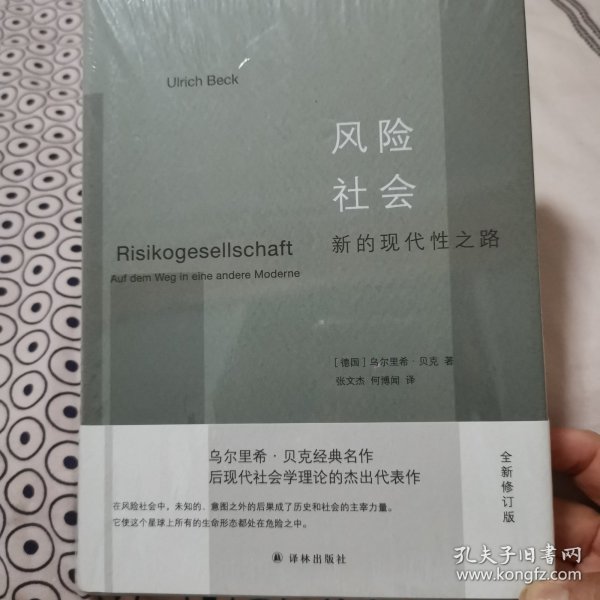 Ulrich Beck
风险
社会
新的现代性之路
Risikogesellschaft
Auf dem Weg in eine andere Moderne
[德国]乌尔里希·贝克 著
张文杰 何博闻 译
乌尔里希·贝克经典名作
后现代社会学理论的杰出代表作
全新修订版
在风险社会中，未知的、意图之外的后果成了历史和社会的主宰力量。
它使这个星球上所有的生命形态都处在危险之中。
译林出版社
孔夫子旧书网
www.kongfz.com